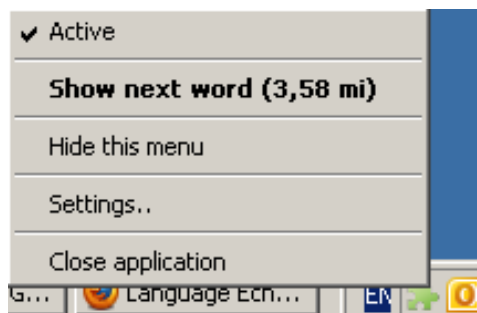 Active
Show next word (3,58 mi)
Hide this menu
Settings..
Close application
G... Language Ech... EN